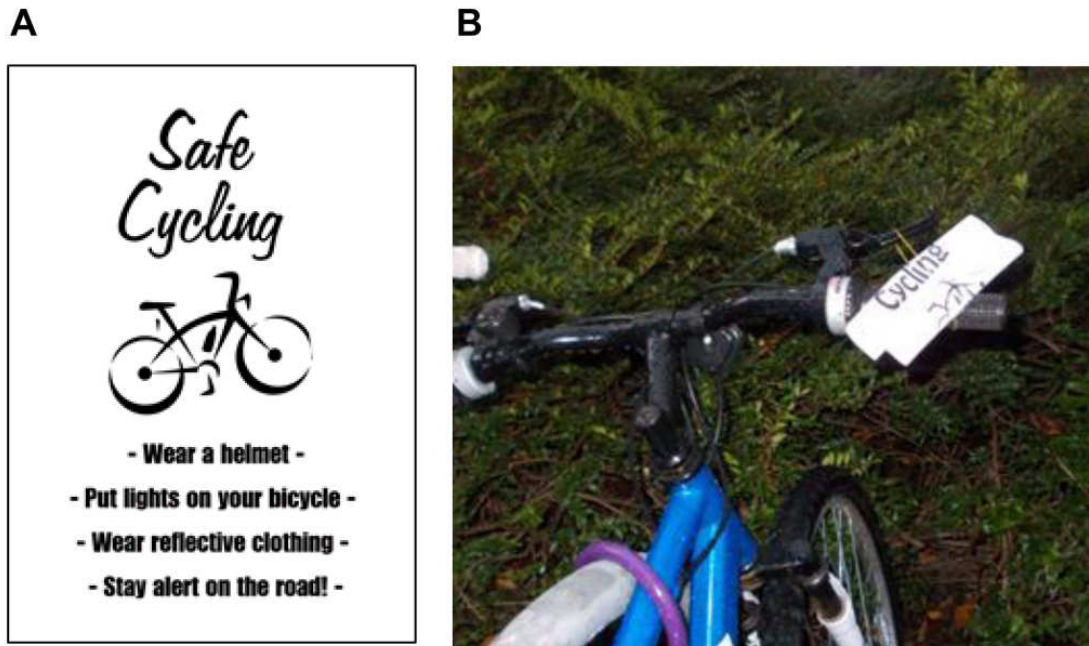 A
B
Safe
Cycling
- Wear a helmet -
- Put lights on your bicycle -
- Wear reflective clothing -
- Stay alert on the road! -
Cycling